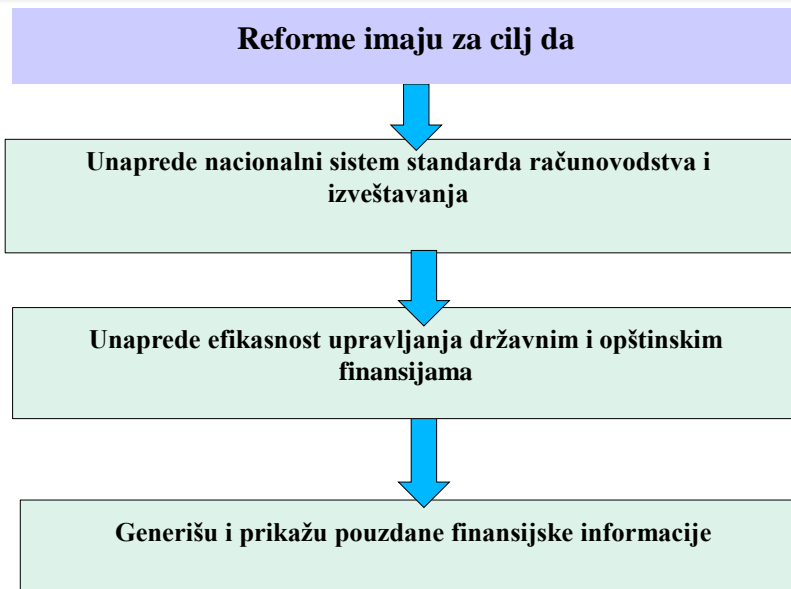 Reforme imaju za cilj da
Unaprede nacionalni sistem standarda računovodstva i
izveštavanja
Unaprede efikasnost upravljanja državnim i opštinskim
finansijama
Generišu i prikažu pouzdane finansijske informacije